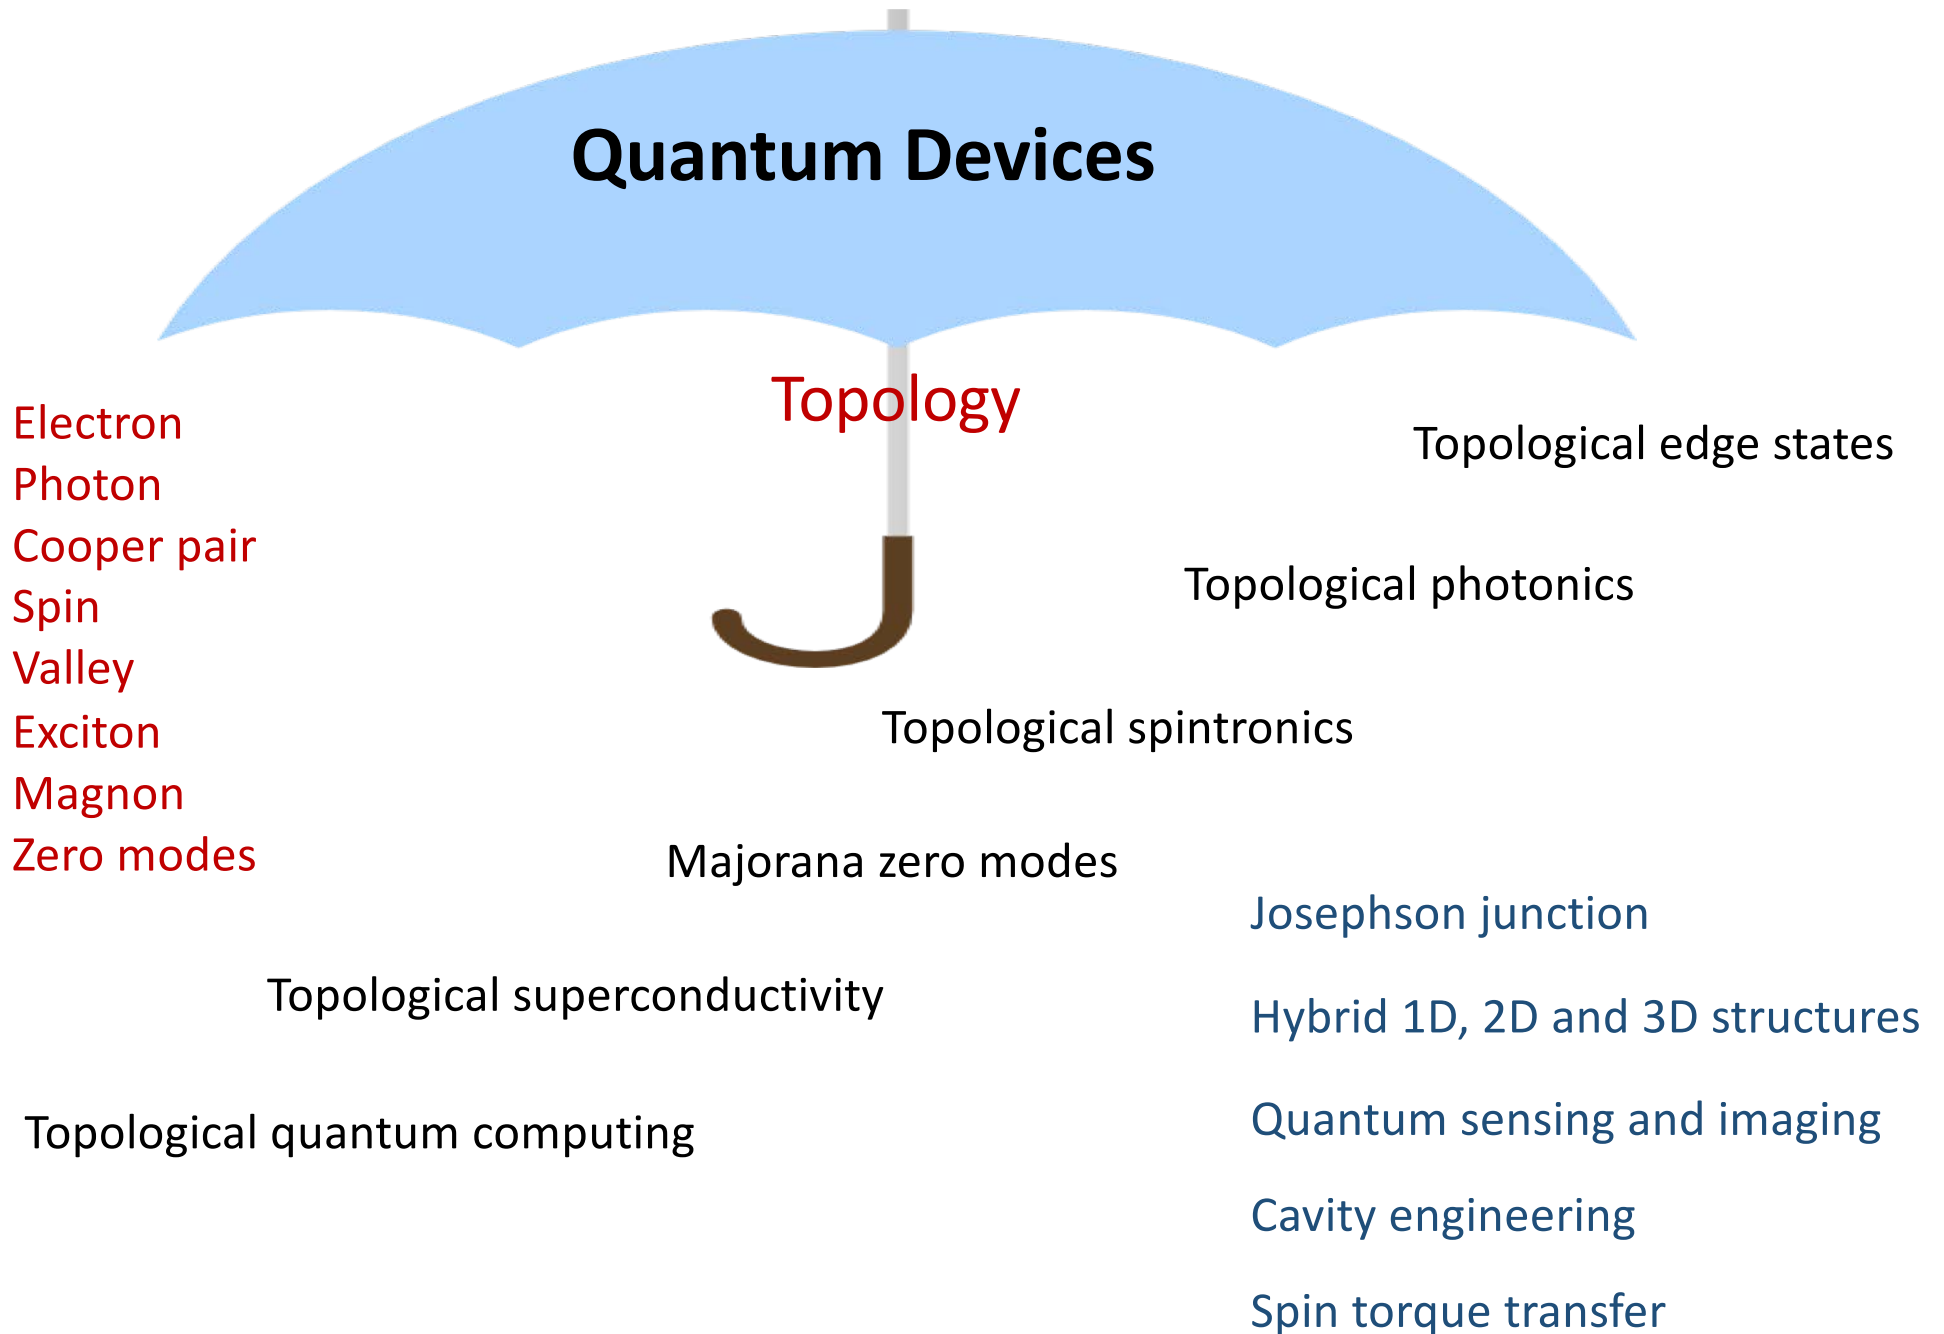 Quantum Devices
Topology
Electron
Photon
Cooper pair
Spin
Valley
Exciton
Magnon
Zero modes
Topological edge states
Topological photonics
Topological spintronics
Majorana zero modes
Topological superconductivity
Topological quantum computing
Josephson junction
Hybrid 1D, 2D and 3D structures
Quantum sensing and imaging
Cavity engineering
Spin torque transfer